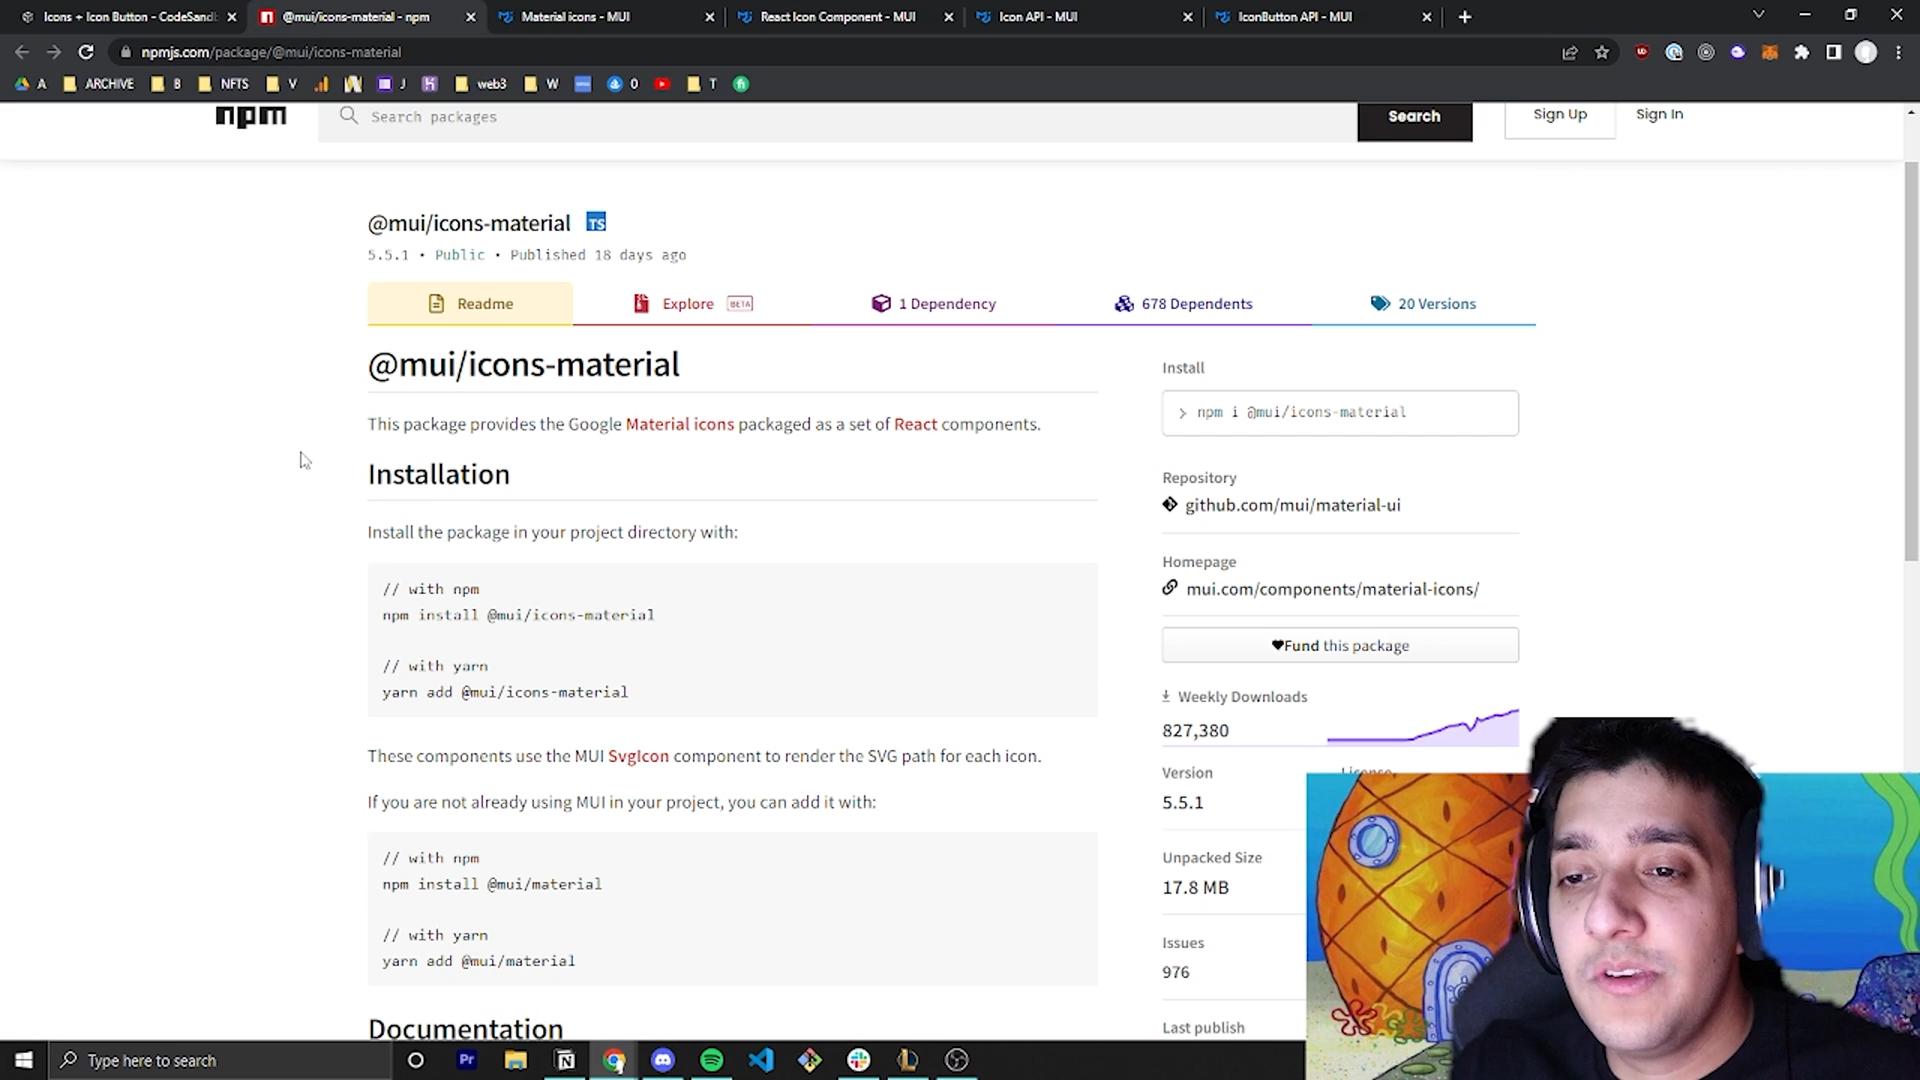 Icons + Icon Button - CodeSandb
@mui/icons-material - npm
Material icons - MUI
React Icon Component - MUI
Icon API - MUI
IconButton API - MUI
npmjs.com/package/@mui/icons-material
A
ARCHIVE
B
NFTS
V
J
web3
W
0
T
npm
Search packages
Search
Sign Up
Sign In
@mui/icons-material TS
5.5.1 • Public • Published 18 days ago
Readme
Explore BETA
1 Dependency
678 Dependents
20 Versions
@mui/icons-material
This package provides the Google Material icons packaged as a set of React components.
Installation
Install the package in your project directory with:
// with npm
npm install @mui/icons-material
// with yarn
yarn add @mui/icons-material
These components use the MUI SvgIcon component to render the SVG path for each icon.
If you are not already using MUI in your project, you can add it with:
// with npm
npm install @mui/material
// with yarn
yarn add @mui/material
Documentation
Install
> npm i @mui/icons-material
Repository
github.com/mui/material-ui
Homepage
mui.com/components/material-icons/
Fund this package
Weekly Downloads
827,380
Version
License
5.5.1
Unpacked Size
17.8 MB
Issues
976
Last publish
Type here to search
Pr